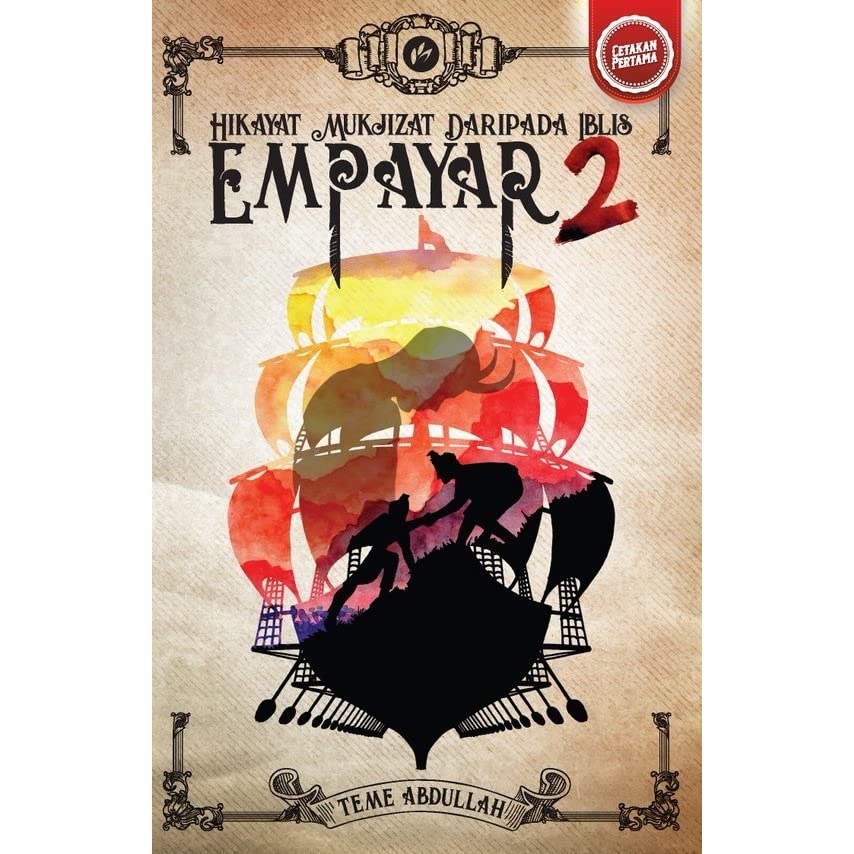 CETAKAN
PERTAMA
HIKAYAT MUKJIZAT DARIPADA IBLIS
EMPAYAR 2
TEME ABDULLAH